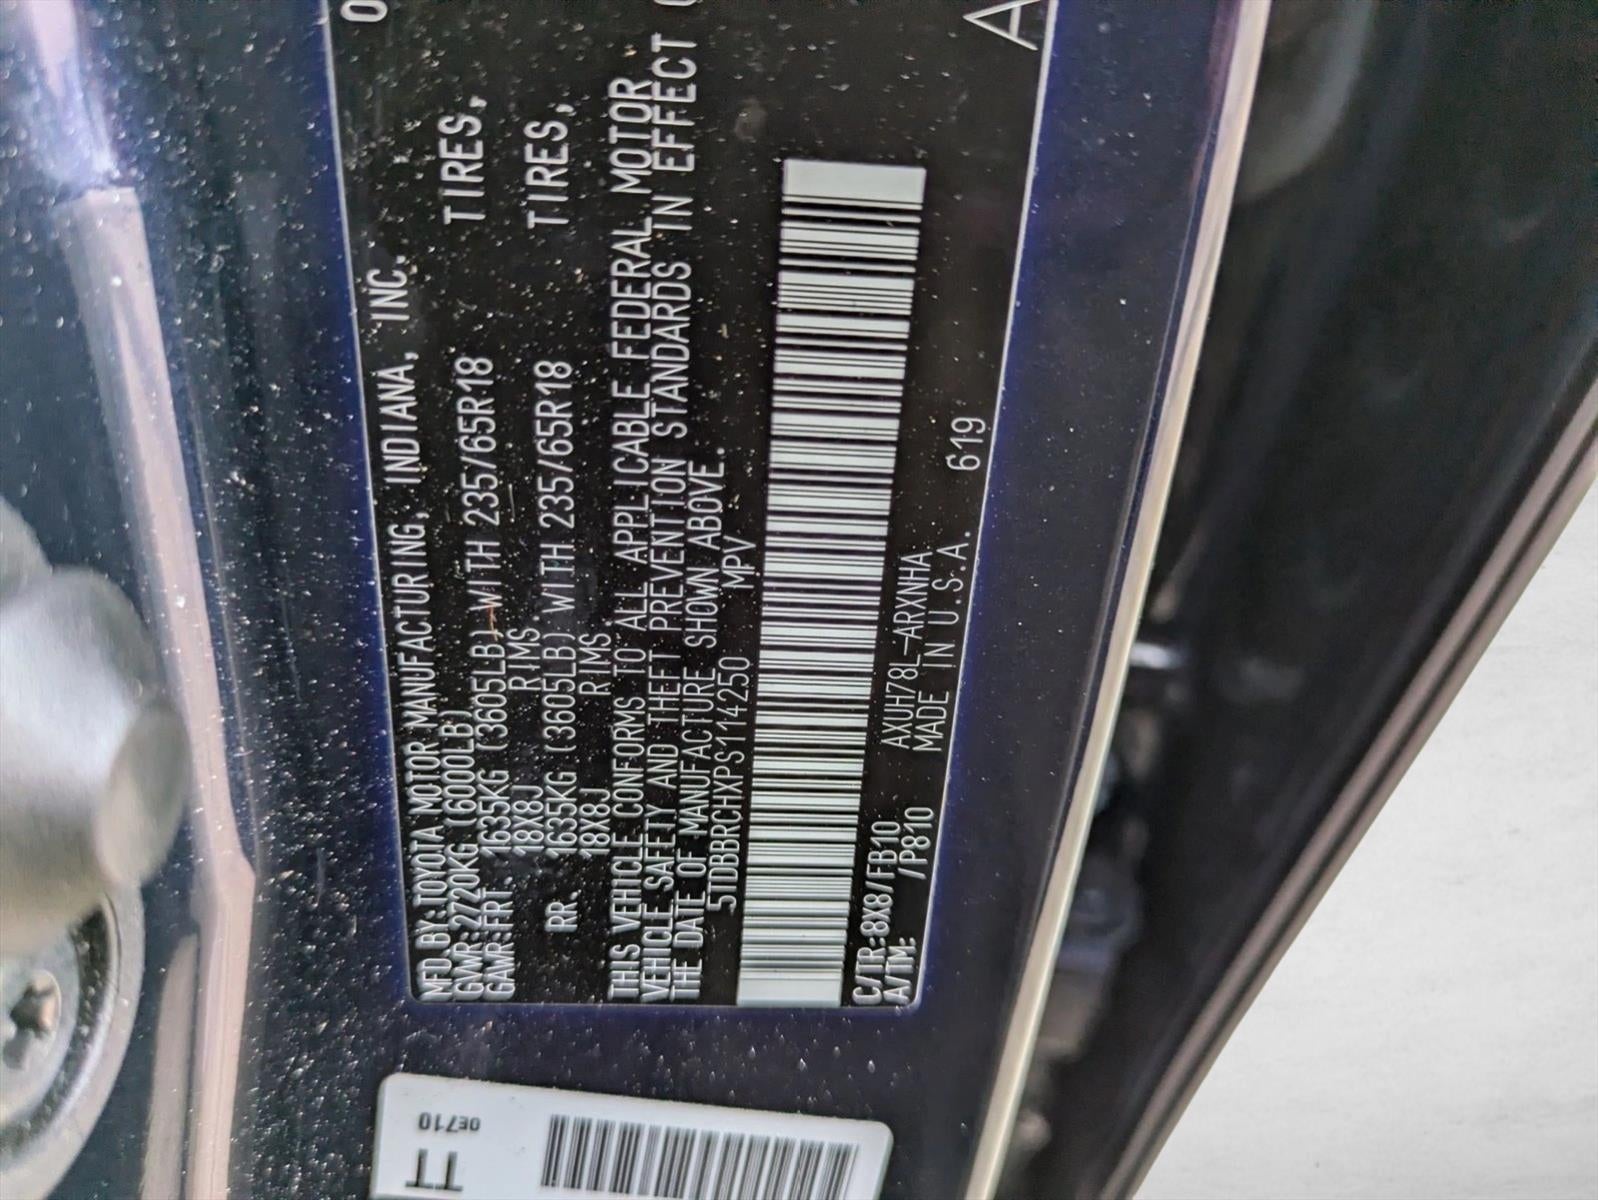 0
MFD.BY:TOYOTA MOTOR MANUFACTURING, INDIANA, INC.
GVWR:2720KG (6000LB)
GAWR:FRT. 1635KG (3605LB) WITH 235/65R18 TIRES,
18X8J RIMS.
RR. 1635KG (3605LB) WITH 235/65R18 TIRES,
18X8J RIMS
THIS VEHICLE CONFORMS TO ALL APPLICABLE FEDERAL MOTOR
VEHICLE SAFETY AND THEFT PREVENTION STANDARDS IN EFFECT
THE DATE OF MANUFACTURE SHOWN ABOVE.
5TDBBRCHXPS114250 MPV
C/TR:8X8/FB10 AXUH78L-ARXNHA
A/TM: /P810 MADE IN U.S.A. 619
A
TT
0E710